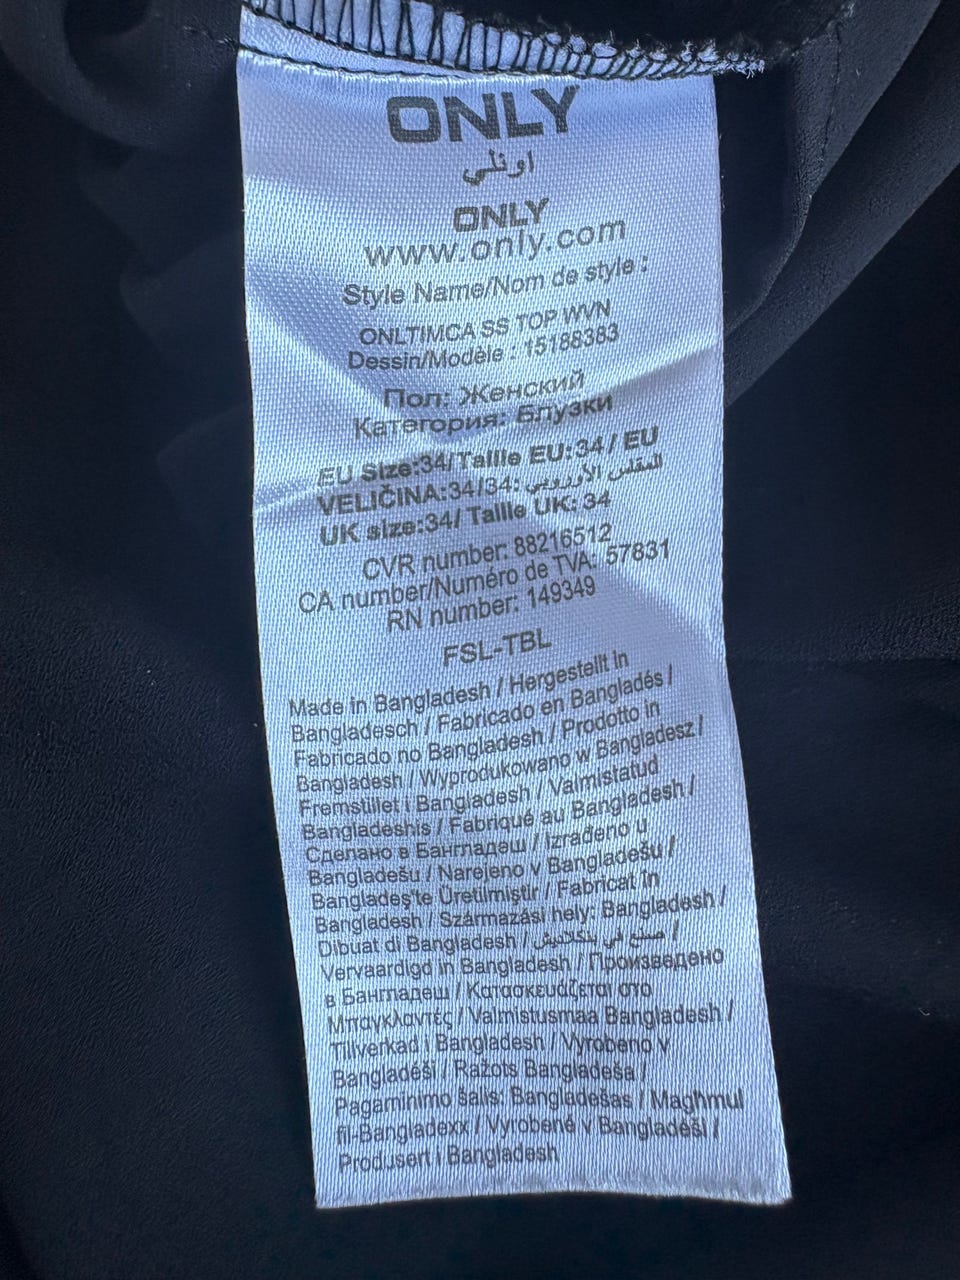 ONLY
اونلي
ONLY
www.only.com
Style Name/Nom de style :
ONLTIMCA SS TOP WVN
Dessin/Modèle : 15188383
Пол: Женский
Категория: Блузки
EU Size:34/Taille EU:34 / EU
VELIČINA:34/34: المقلس الأوروبي
UK size:34/ Taille UK: 34
CVR number: 88216512
CA number/Numéro de TVA: 57831
RN number: 149349
FSL-TBL
Made in Bangladesh / Hergestellt in
Bangladesch / Fabricado en Bangladés /
Fabricado no Bangladesh / Prodotto in
Bangladesh / Wyprodukowano w Bangladesz /
Fremstillet i Bangladesh / Valmistatud
Bangladeshis / Fabriqué au Bangladesh /
Сделано в Бангладеш / Izrađeno u
Bangladešu / Narejeno v Bangladešu /
Bangladeş'te Üretilmiştir / Fabricat în
Bangladesh / Származási hely: Bangladesh /
Dibuat di Bangladesh / صنع في بنكلاديش /
Vervaardigd in Bangladesh / Произведено
в Бангладеш / Κατασκευάζεται στο
Μπαγκλαντές / Valmistusmaa Bangladesh /
Tillverkad i Bangladesh / Vyrobeno v
Bangladéši / Ražots Bangladeša /
Pagaminimo šalis: Bangladešas / Magħmul
fil-Bangladexx / Vyrobené v Bangladéši /
Produsert i Bangladesh